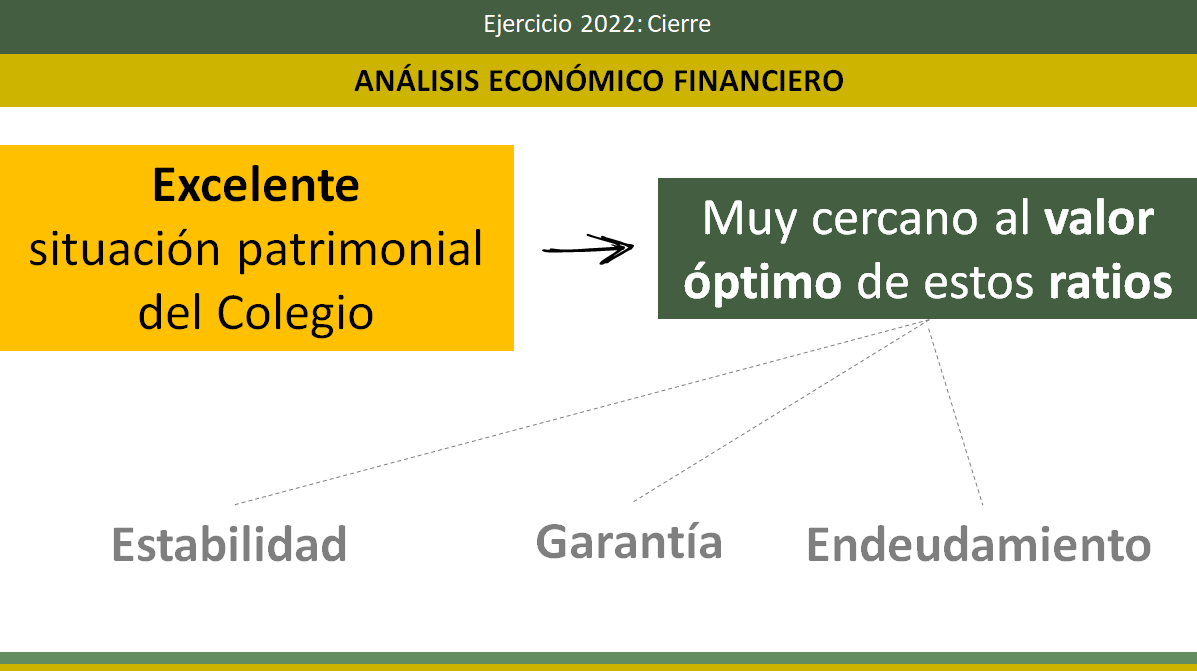 Ejercicio 2022: Cierre
ANÁLISIS ECONÓMICO FINANCIERO
Excelente
situación patrimonial
del Colegio
Muy cercano al valor
óptimo de estos ratios
Estabilidad
Garantía
Endeudamiento